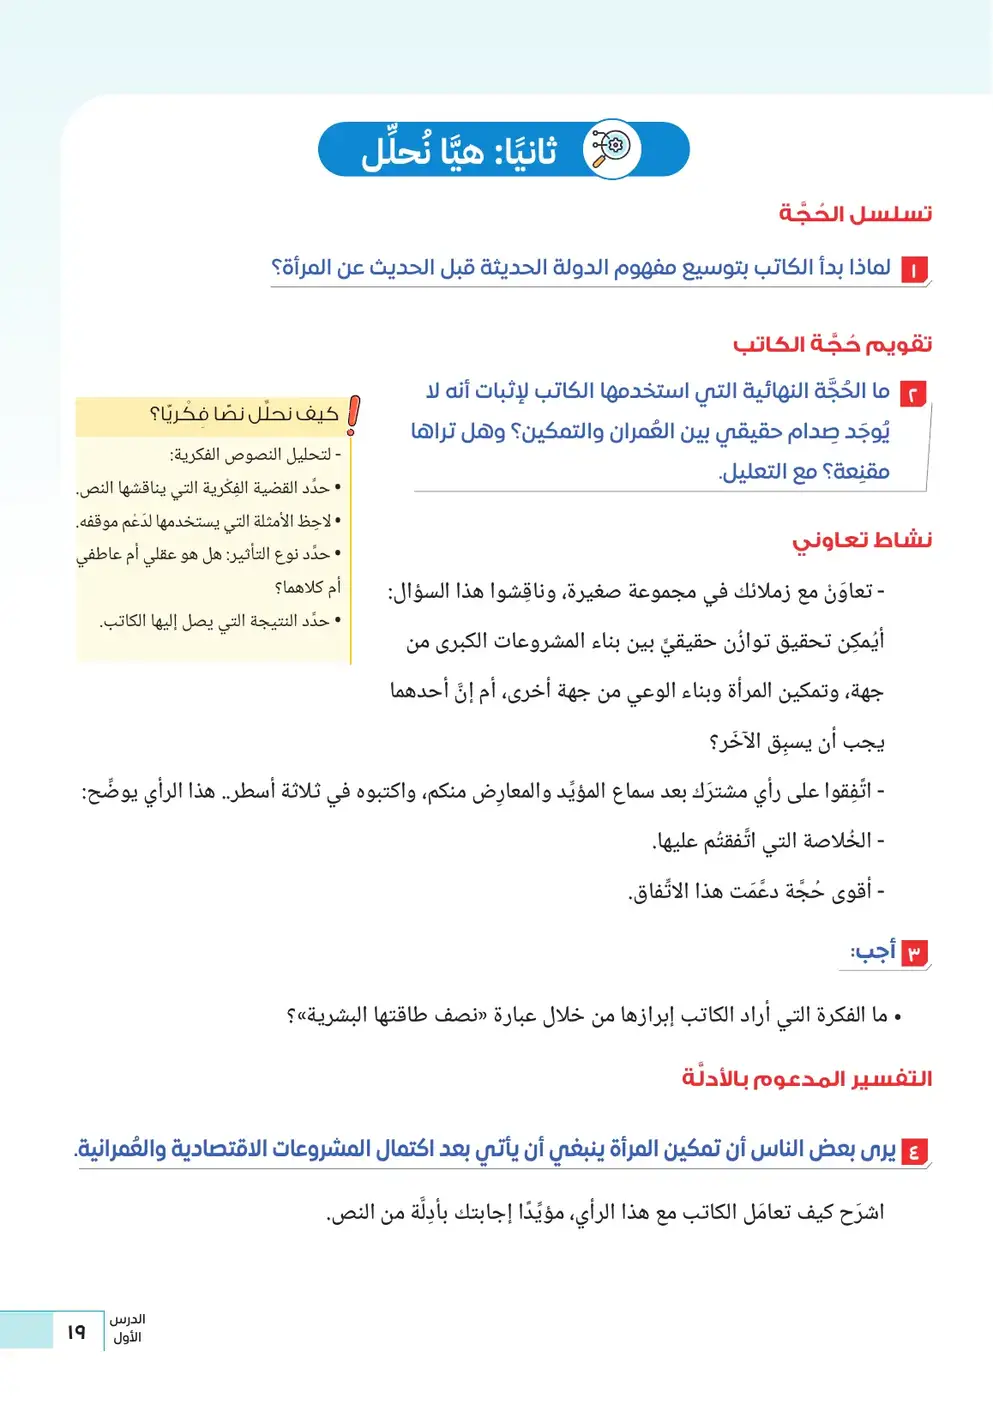 ثانيًا: هيَّا نُحلِّل
تسلسل الحُجَّة
١ لماذا بدأ الكاتب بتوسيع مفهوم الدولة الحديثة قبل الحديث عن المرأة؟
تقويم حُجَّة الكاتب
٢ ما الحُجَّة النهائية التي استخدمها الكاتب لإثبات أنه لا
يُوجَد صِدام حقيقي بين العُمران والتمكين؟ وهل تراها
مقنِعة؟ مع التعليل.
كيف نحلِّل نصًّا فِكْريًّا؟
- لتحليل النصوص الفكرية:
• حدَّد القضية الفِكْرية التي يناقشها النص.
• لاحِظ الأمثلة التي يستخدمها لدَعْم موقفه.
• حدَّد نوع التأثير: هل هو عقلي أم عاطفي
أم كلاهما؟
• حدَّد النتيجة التي يصل إليها الكاتب.
نشاط تعاوني
- تعاوَنْ مع زملائك في مجموعة صغيرة، وناقِشوا هذا السؤال:
أيُمكِن تحقيق توازُن حقيقيًّ بين بناء المشروعات الكبرى من
جهة، وتمكين المرأة وبناء الوعي من جهة أخرى، أم إنَّ أحدهما
يجب أن يسبِق الآخَر؟
- اتَّفِقوا على رأي مشترَك بعد سماع المؤيِّد والمعارِض منكم، واكتبوه في ثلاثة أسطر.. هذا الرأي يوضِّح:
- الخُلاصة التي اتَّفقتُم عليها.
- أقوى حُجَّة دعَّمَت هذا الاتِّفاق.
٣ أجب:
• ما الفكرة التي أراد الكاتب إبرازها من خلال عبارة «نصف طاقتها البشرية»؟
التفسير المدعوم بالأدلَّة
٤ يرى بعض الناس أن تمكين المرأة ينبغي أن يأتي بعد اكتمال المشروعات الاقتصادية والعُمرانية.
اشرَح كيف تعامَل الكاتب مع هذا الرأي، مؤيِّدًا إجابتك بأدِلَّة من النص.
الدرس
الأول
١٩